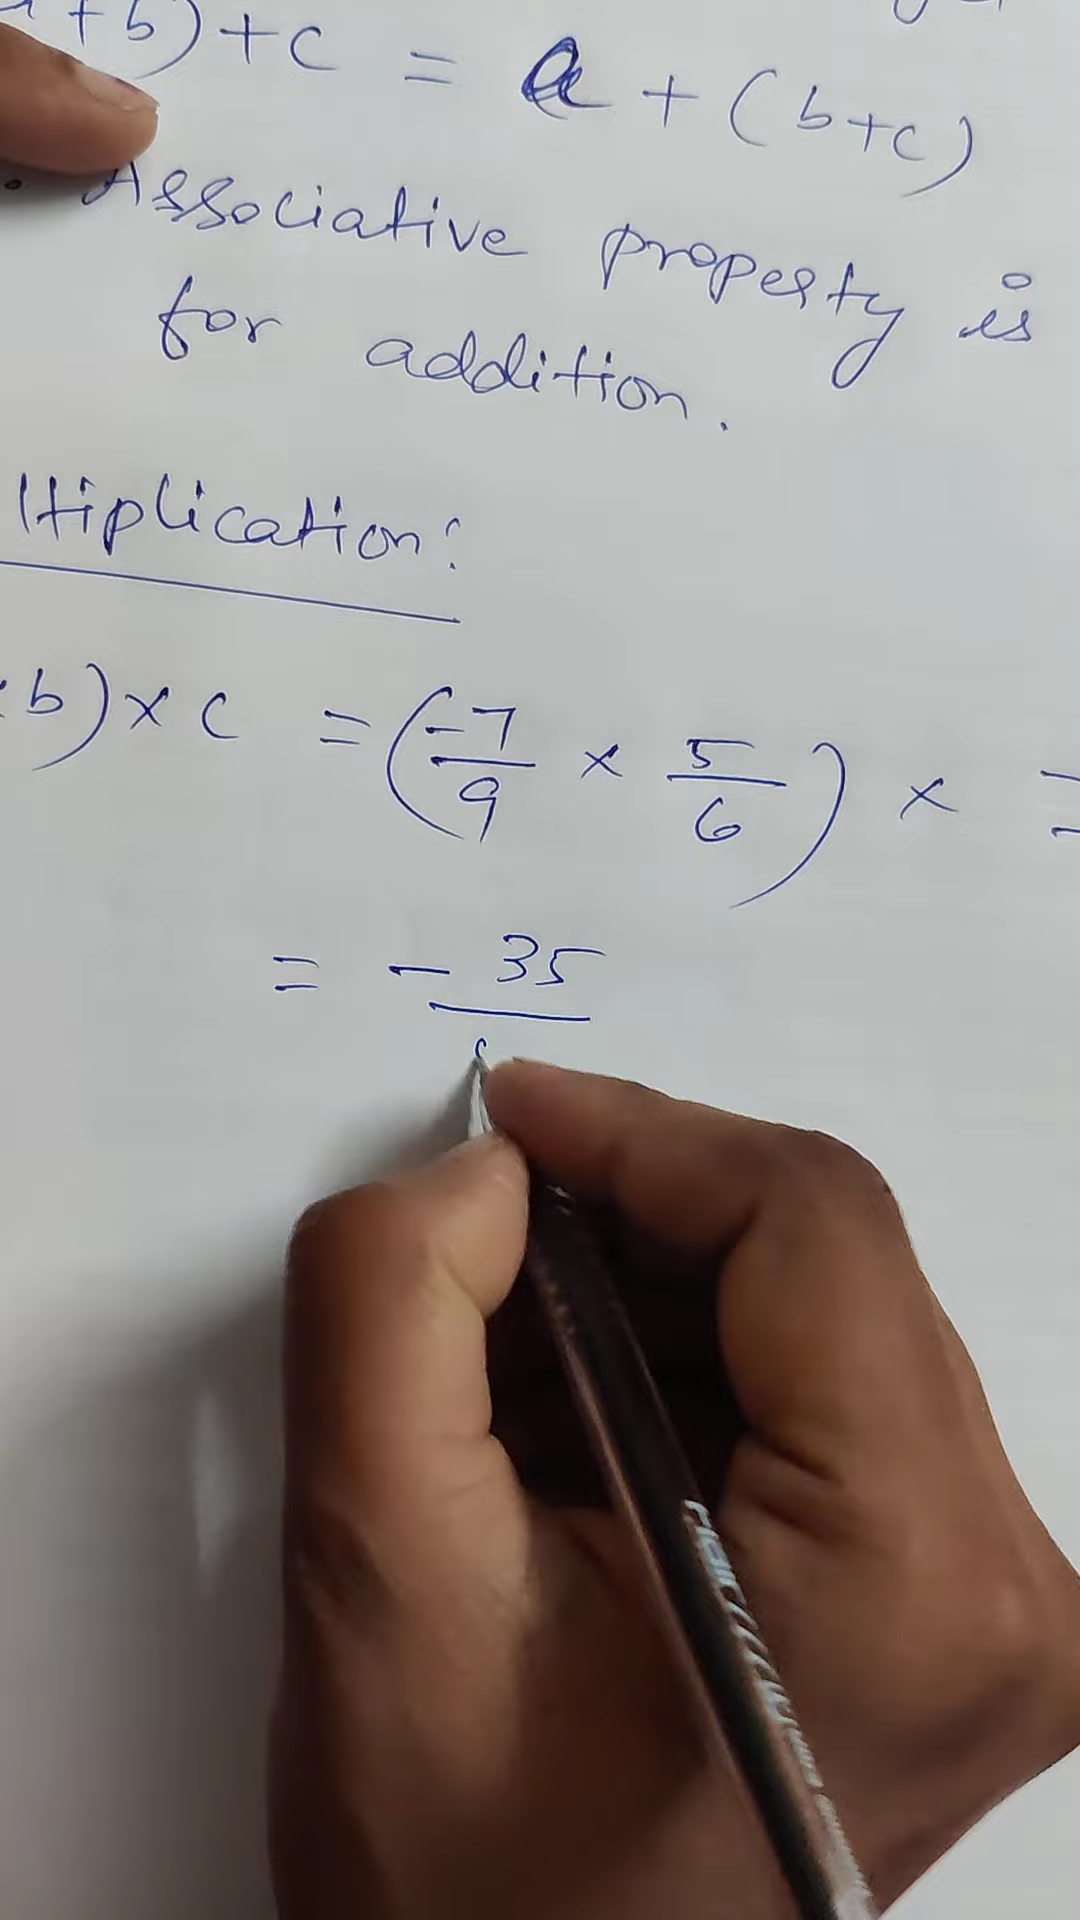 +b)+c = a + (b+c)
Associative property is
for addition.
ltiplication:
b) × c = (-7/9 × 5/6) ×
= - 35